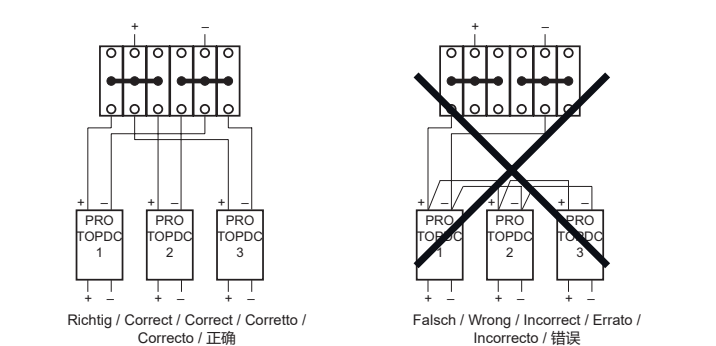 + –
+ –
+ – + – + –
+ – + – + –
PRO TOPDC 1
PRO TOPDC 2
PRO TOPDC 3
PRO TOPDC 1
PRO TOPDC 2
PRO TOPDC 3
+ – + – + –
+ – + – + –
Richtig / Correct / Correct / Corretto /
Correcto / 正确
Falsch / Wrong / Incorrect / Errato /
Incorrecto / 错误